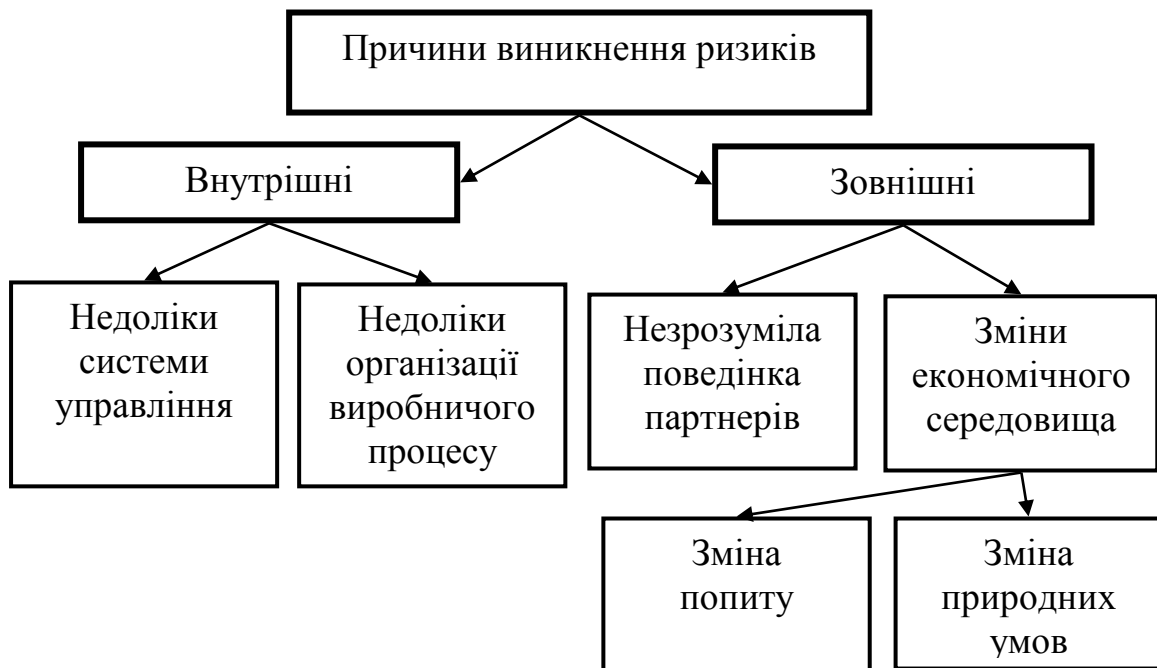 Причини виникнення ризиків
Внутрішні
Зовнішні
Недоліки
системи
управління
Недоліки
організації
виробничого
процесу
Незрозуміла
поведінка
партнерів
Зміни
економічного
середовища
Зміна
попиту
Зміна
природних
умов